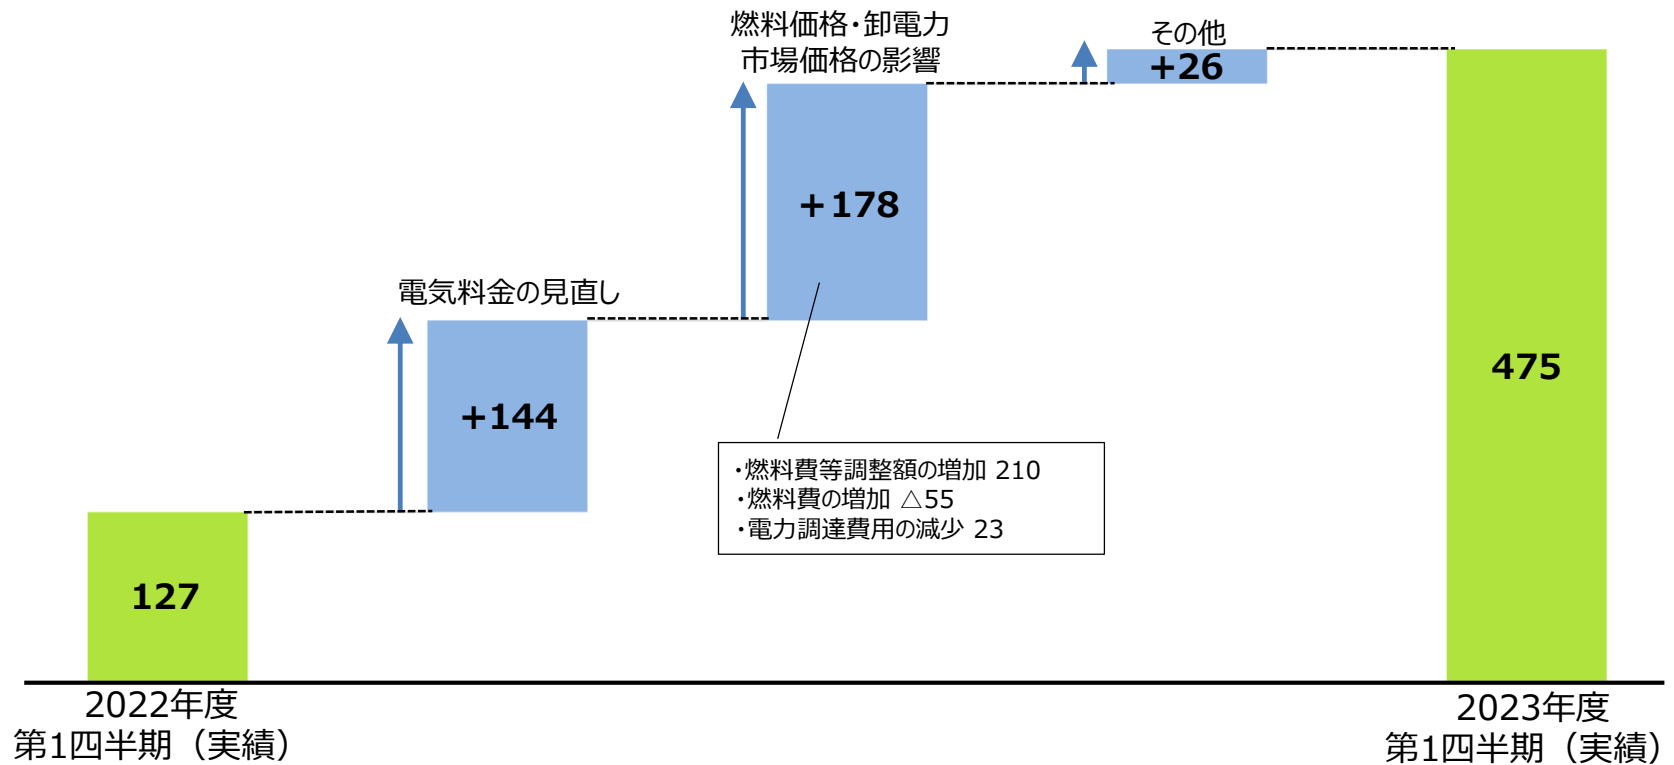 燃料価格・卸電力
市場価格の影響
その他
+26
+178
電気料金の見直し
+144
475
・燃料費等調整額の増加 210
・燃料費の増加 △55
・電力調達費用の減少 23
127
2022年度
第1四半期（実績）
2023年度
第1四半期（実績）